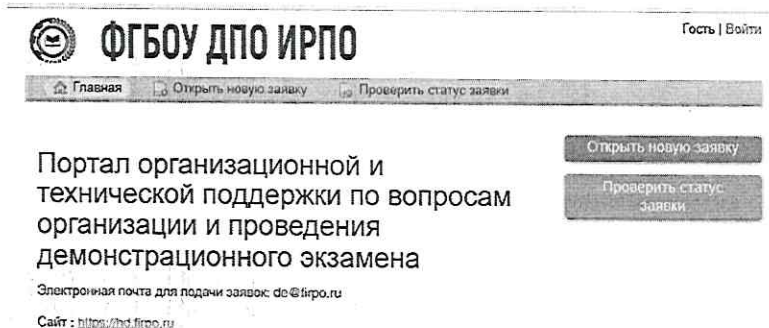 ФГБОУ ДПО ИРПО
Гость | Войти
Главная Открыть новую заявку Проверить статус заявки
Открыть новую заявку
Проверить статус
заявки
Портал организационной и
технической поддержки по вопросам
организации и проведения
демонстрационного экзамена
Электронная почта для подачи заявок: de@firpo.ru
Сайт : https://hd.firpo.ru